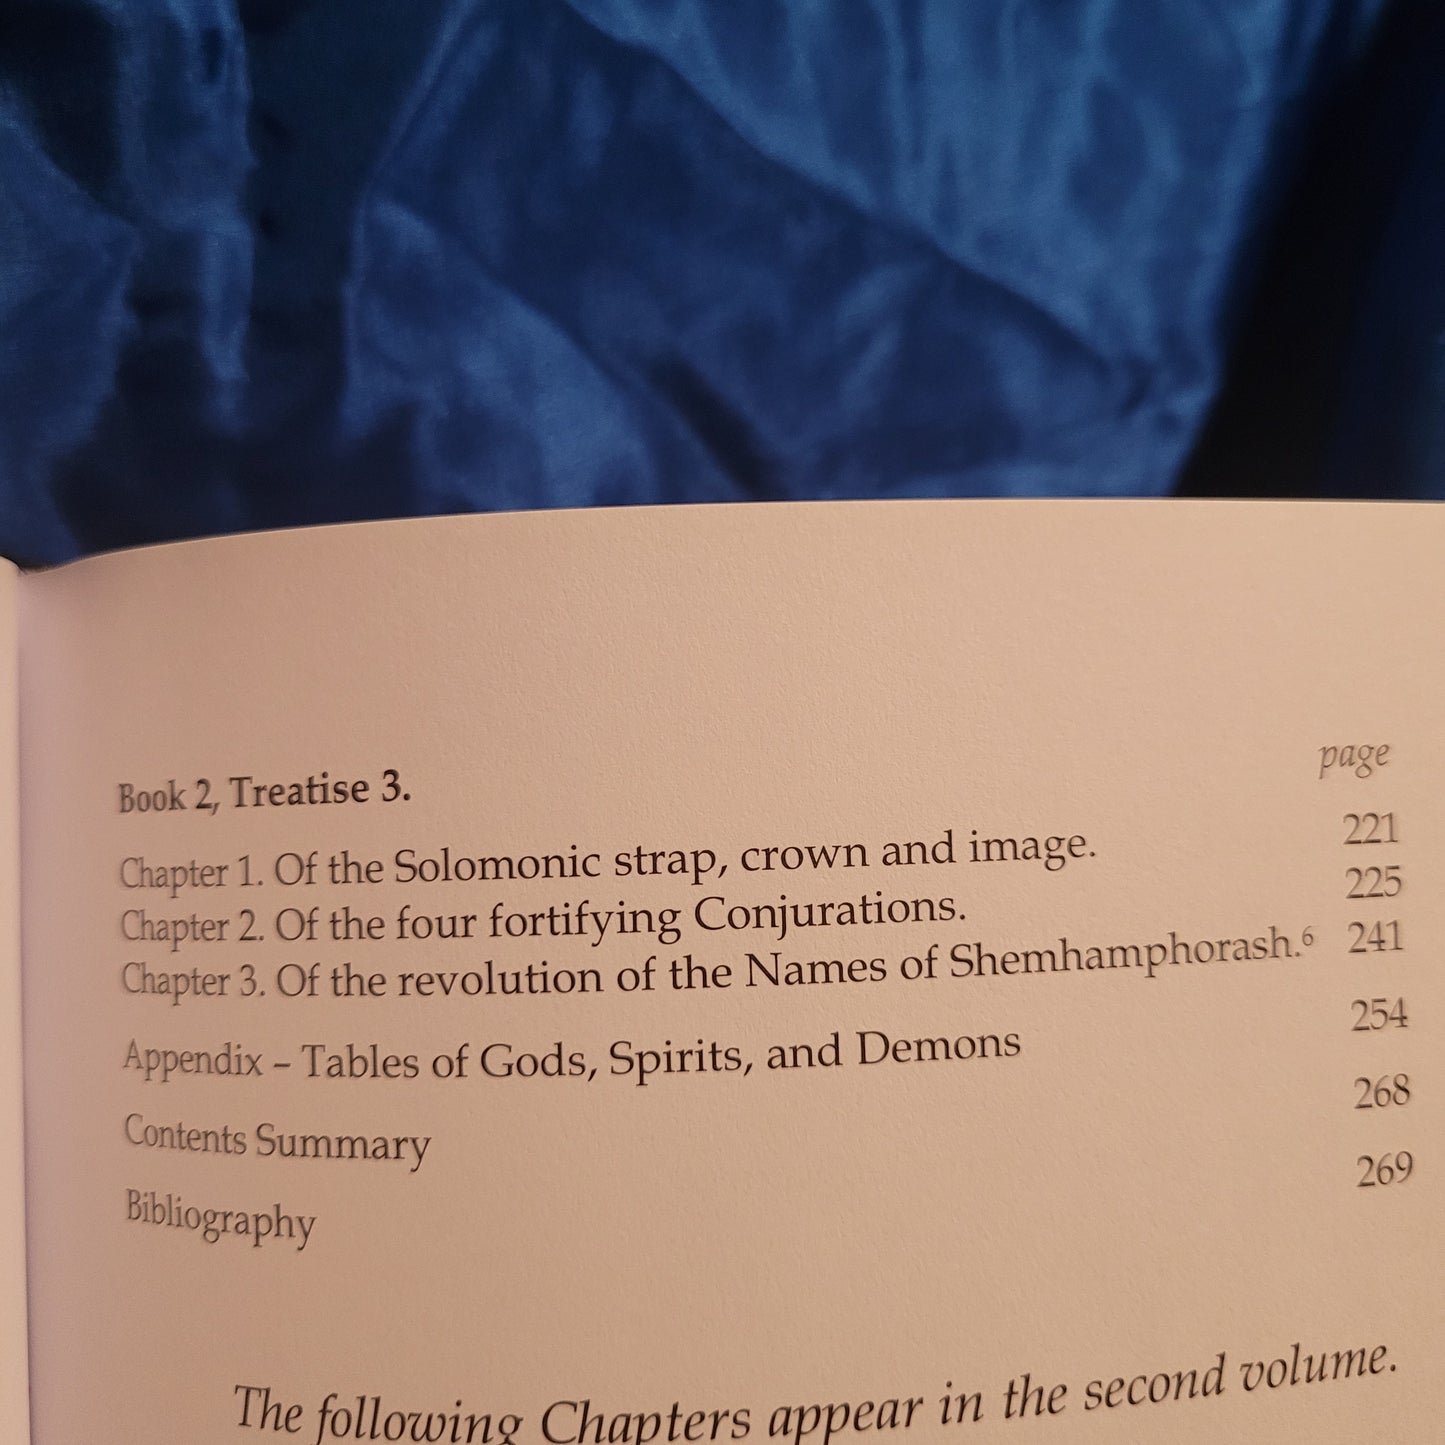 page
Book 2, Treatise 3.
Chapter 1. Of the Solomonic strap, crown and image. 221
Chapter 2. Of the four fortifying Conjurations. 225
Chapter 3. Of the revolution of the Names of Shemhamphorash.⁶ 241
Appendix – Tables of Gods, Spirits, and Demons 254
Contents Summary 268
Bibliography 269
The following Chapters appear in the second volume.